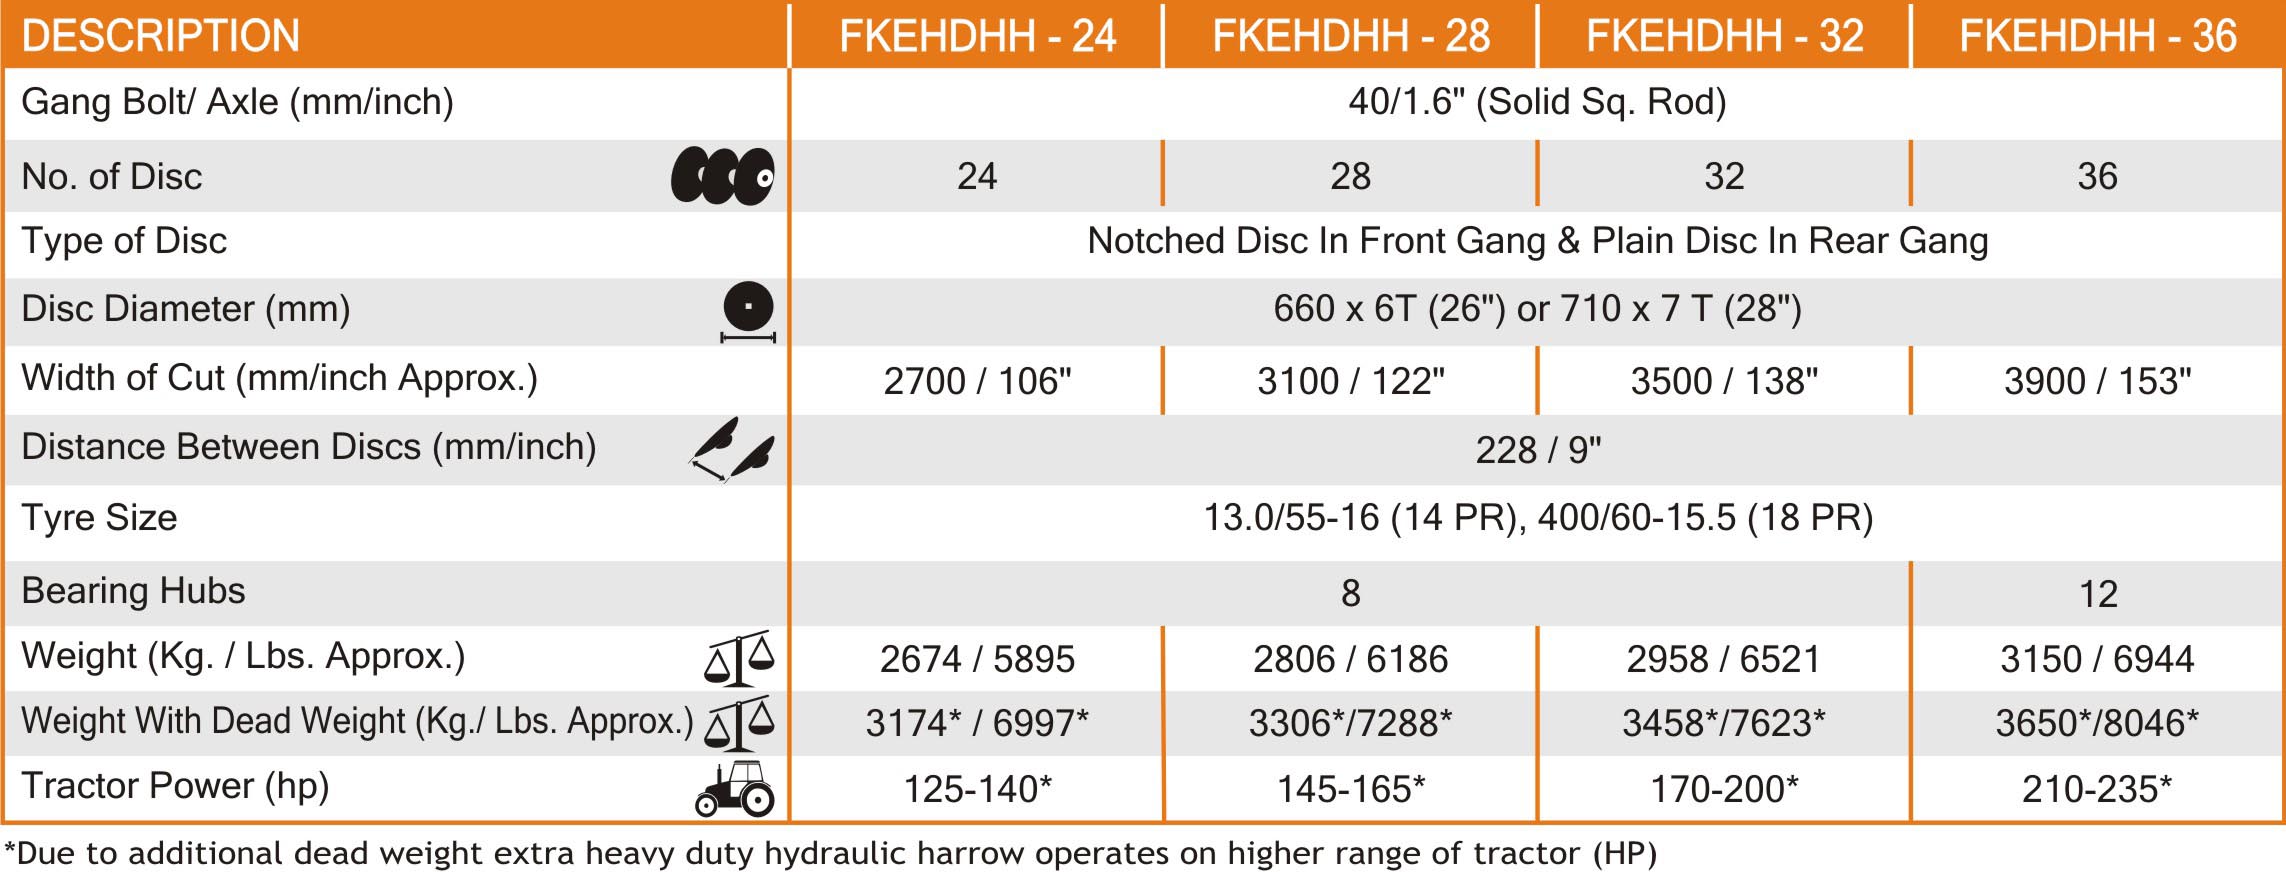 DESCRIPTION FKEHDHH - 24 FKEHDHH - 28 FKEHDHH - 32 FKEHDHH - 36
Gang Bolt/ Axle (mm/inch) 40/1.6" (Solid Sq. Rod)
No. of Disc 24 28 32 36
Type of Disc Notched Disc In Front Gang & Plain Disc In Rear Gang
Disc Diameter (mm) 660 x 6T (26") or 710 x 7 T (28")
Width of Cut (mm/inch Approx.) 2700 / 106" 3100 / 122" 3500 / 138" 3900 / 153"
Distance Between Discs (mm/inch) 228 / 9"
Tyre Size 13.0/55-16 (14 PR), 400/60-15.5 (18 PR)
Bearing Hubs 8 12
Weight (Kg. / Lbs. Approx.) 2674 / 5895 2806 / 6186 2958 / 6521 3150 / 6944
Weight With Dead Weight (Kg./ Lbs. Approx.) 3174* / 6997* 3306*/7288* 3458*/7623* 3650*/8046*
Tractor Power (hp) 125-140* 145-165* 170-200* 210-235*
*Due to additional dead weight extra heavy duty hydraulic harrow operates on higher range of tractor (HP)